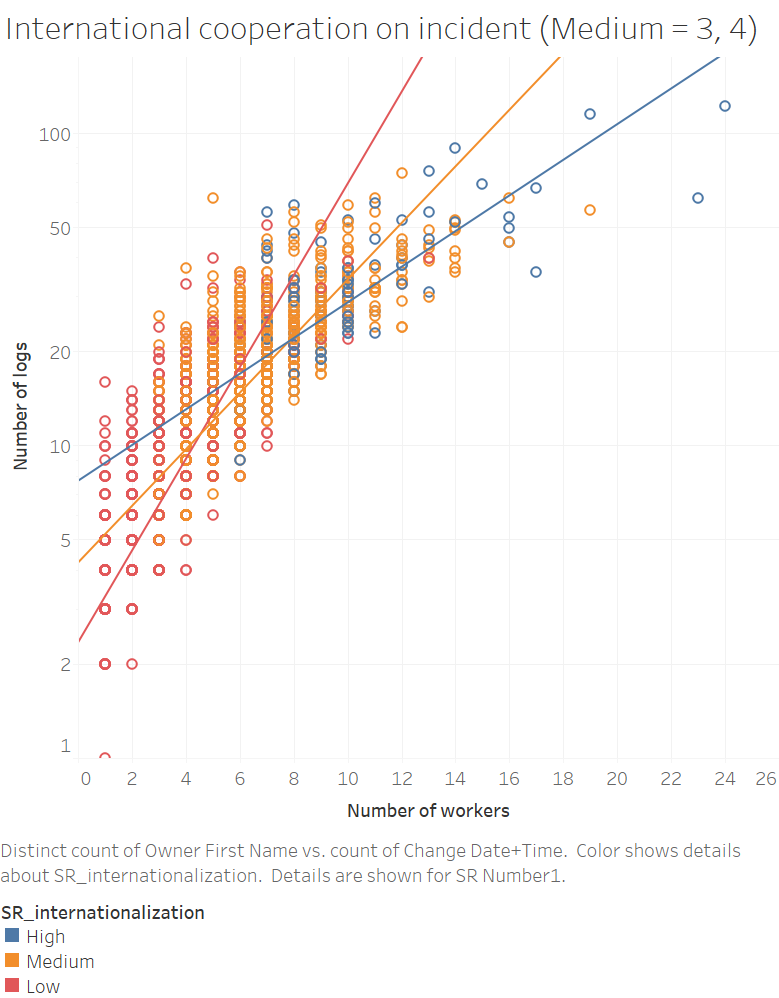 International cooperation on incident (Medium = 3, 4)
100
50
20
10
5
2
1
Number of logs
0 2 4 6 8 10 12 14 16 18 20 22 24 26
Number of workers
Distinct count of Owner First Name vs. count of Change Date+Time. Color shows details
about SR_internationalization. Details are shown for SR Number1.
SR_internationalization
High
Medium
Low